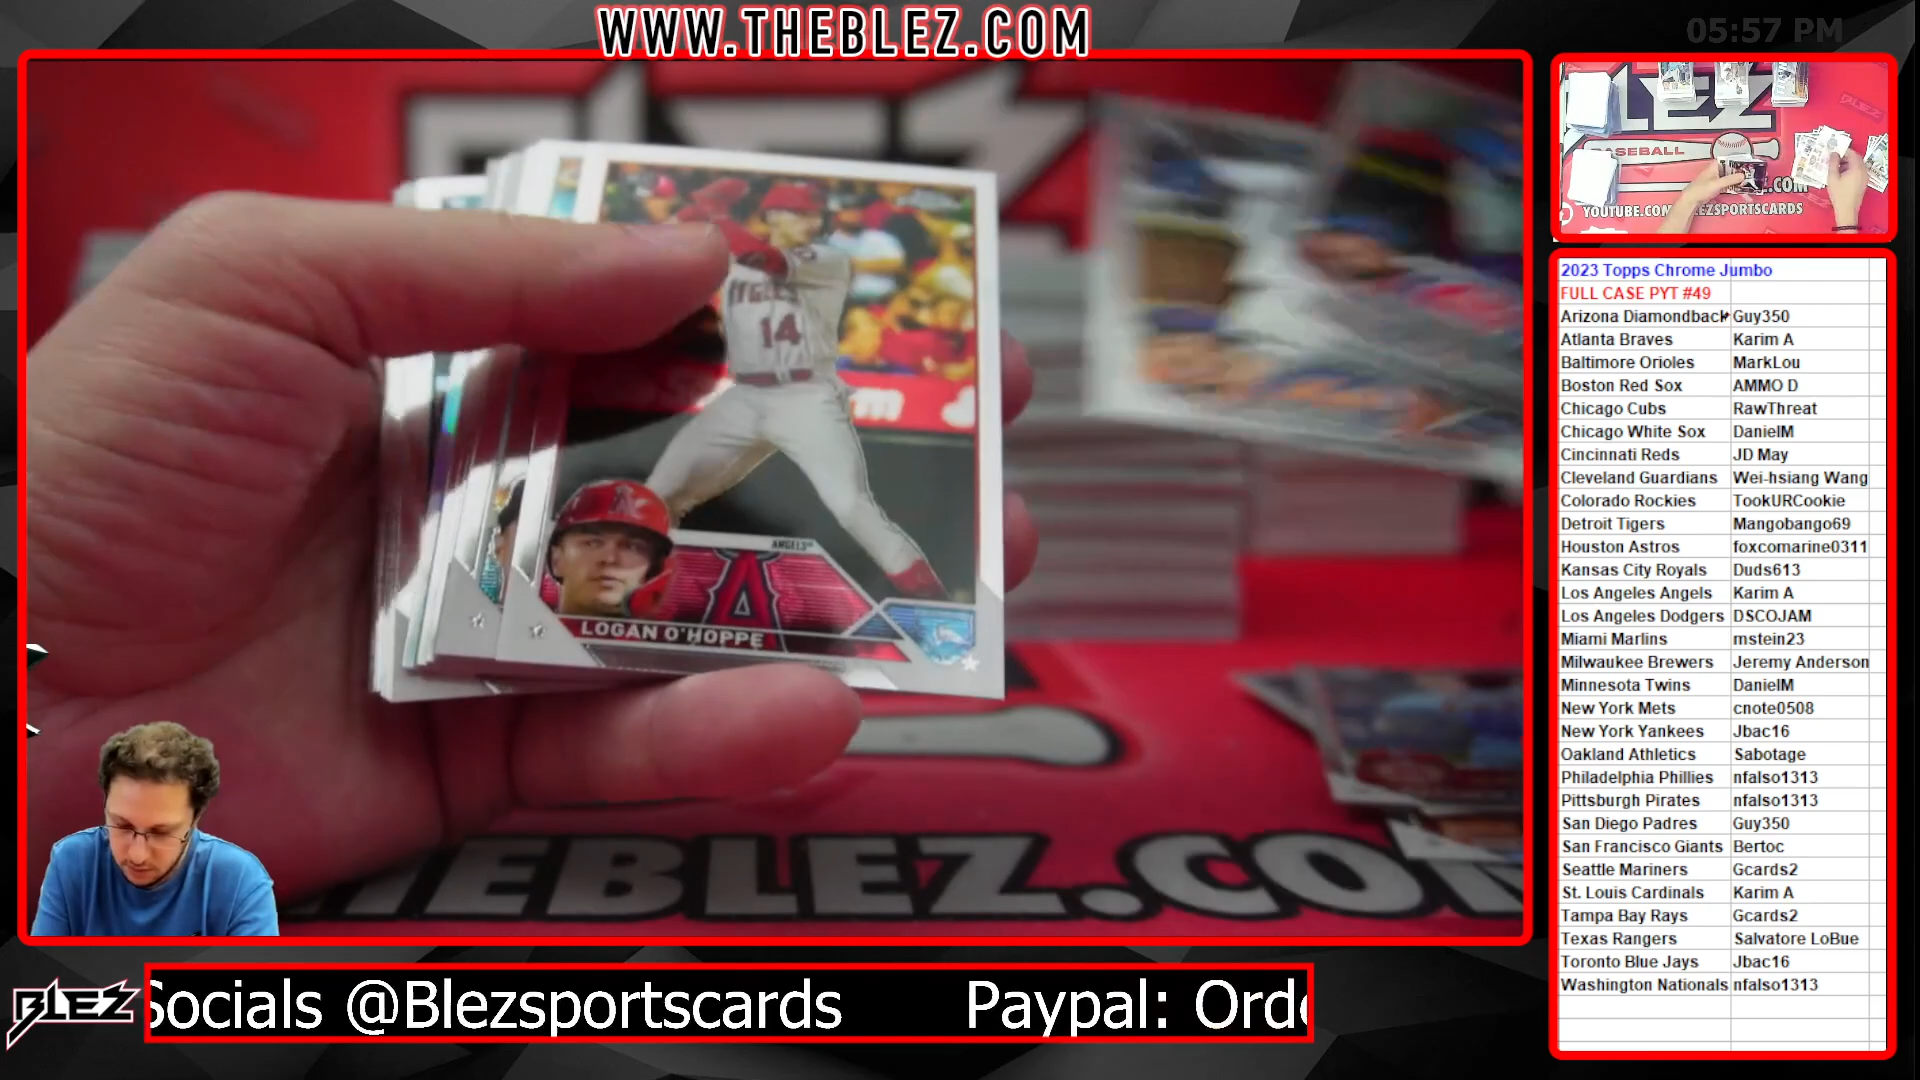 WWW.THEBLEZ.COM
05:57 PM
ANGELS
14
ANGELS
A
LOGAN O'HOPPE
THEBLEZ.COM
BLEZ
BASEBALL
YOUTUBE.COM
BLEZ
Socials @Blezsportscards Paypal: Orde
2023 Topps Chrome Jumbo
FULL CASE PYT #49
Arizona Diamondback Guy350
Atlanta Braves Karim A
Baltimore Orioles MarkLou
Boston Red Sox AMMO D
Chicago Cubs RawThreat
Chicago White Sox DanielM
Cincinnati Reds JD May
Cleveland Guardians Wei-hsiang Wang
Colorado Rockies TookURCookie
Detroit Tigers Mangobango69
Houston Astros foxcomarine0311
Kansas City Royals Duds613
Los Angeles Angels Karim A
Los Angeles Dodgers DSCOJAM
Miami Marlins mstein23
Milwaukee Brewers Jeremy Anderson
Minnesota Twins DanielM
New York Mets cnote0508
New York Yankees Jbac16
Oakland Athletics Sabotage
Philadelphia Phillies nfalso1313
Pittsburgh Pirates nfalso1313
San Diego Padres Guy350
San Francisco Giants Bertoc
Seattle Mariners Gcards2
St. Louis Cardinals Karim A
Tampa Bay Rays Gcards2
Texas Rangers Salvatore LoBue
Toronto Blue Jays Jbac16
Washington Nationals nfalso1313